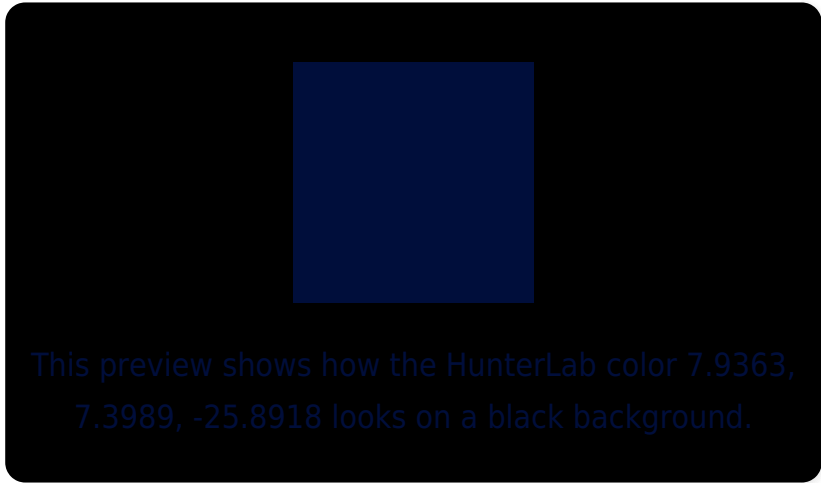 This preview shows how the HunterLab color 7.9363,
7.3989, -25.8918 looks on a black background.